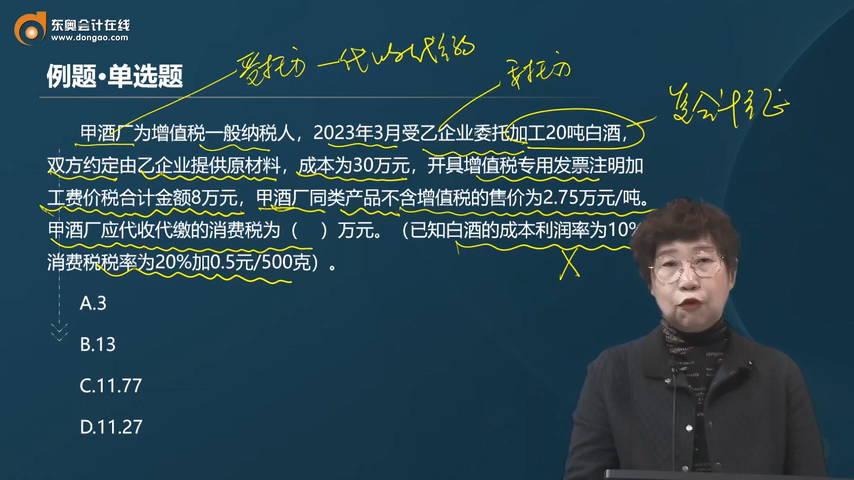 东奥会计在线
www.dongao.com
例题·单选题
受托方 一代收代缴
委托方
复合计征
甲酒厂为增值税一般纳税人，2023年3月受乙企业委托加工20吨白酒，
双方约定由乙企业提供原材料，成本为30万元，开具增值税专用发票注明加
工费价税合计金额8万元，甲酒厂同类产品不含增值税的售价为2.75万元/吨。
甲酒厂应代收代缴的消费税为（ ）万元。（已知白酒的成本利润率为10%
消费税税率为20%加0.5元/500克）。
A.3
B.13
C.11.77
D.11.27